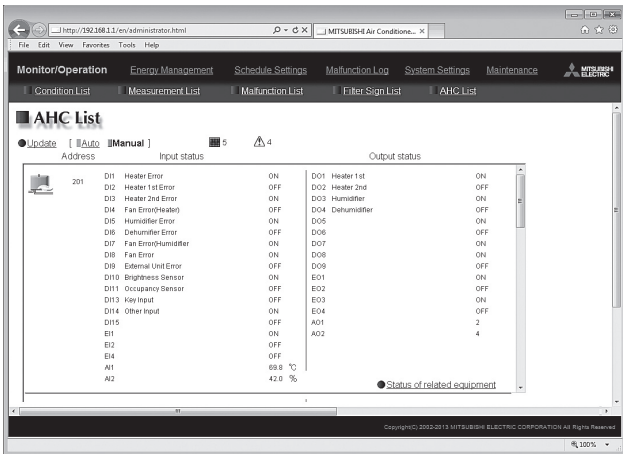 http://192.168.1.1/en/administrator.html
MITSUBISHI Air Conditione...
File Edit View Favorites Tools Help
Monitor/Operation Energy Management Schedule Settings Malfunction Log System Settings Maintenance MITSUBISHI ELECTRIC
Condition List Measurement List Malfunction List Filter Sign List AHC List
AHC List
Update [ Auto Manual ] 5 4
Address Input status Output status
201 DI1 Heater Error ON DO1 Heater 1st ON
DI2 Heater 1st Error OFF DO2 Heater 2nd OFF
DI3 Heater 2nd Error ON DO3 Humidifier ON
DI4 Fan Error(Heater) OFF DO4 Dehumidifier OFF
DI5 Humidifier Error ON DO5 ON
DI6 Dehumifier Error OFF DO6 OFF
DI7 Fan Error(Humidifier ON DO7 ON
DI8 Fan Error ON DO8 ON
DI9 External Unit Error OFF DO9 OFF
DI10 Brightness Sensor ON EO1 ON
DI11 Occupancy Sensor OFF EO2 OFF
DI13 Key Input ON EO3 ON
DI14 Other Input ON EO4 OFF
DI15 OFF AO1 2
EI1 ON AO2 4
EI2 OFF
EI4 OFF
AI1 69.8 °C
AI2 42.0 %
Status of related equipment
Copyright(C) 2002-2013 MITSUBISHI ELECTRIC CORPORATION All Rights Reserved
100%